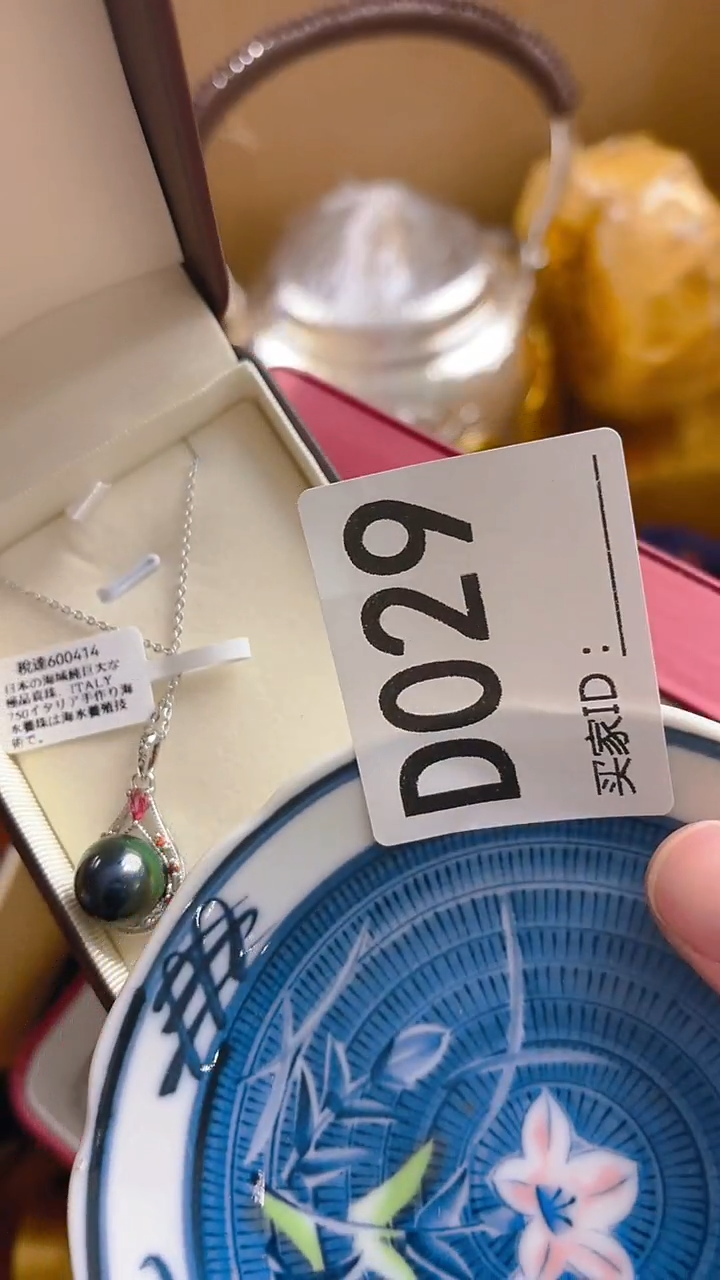 D029
买家ID：
税達600414
日本の海域純巨大な
極品真珠、ITALY
750イタリア手作り海
水養珠は海水養殖技
術で。